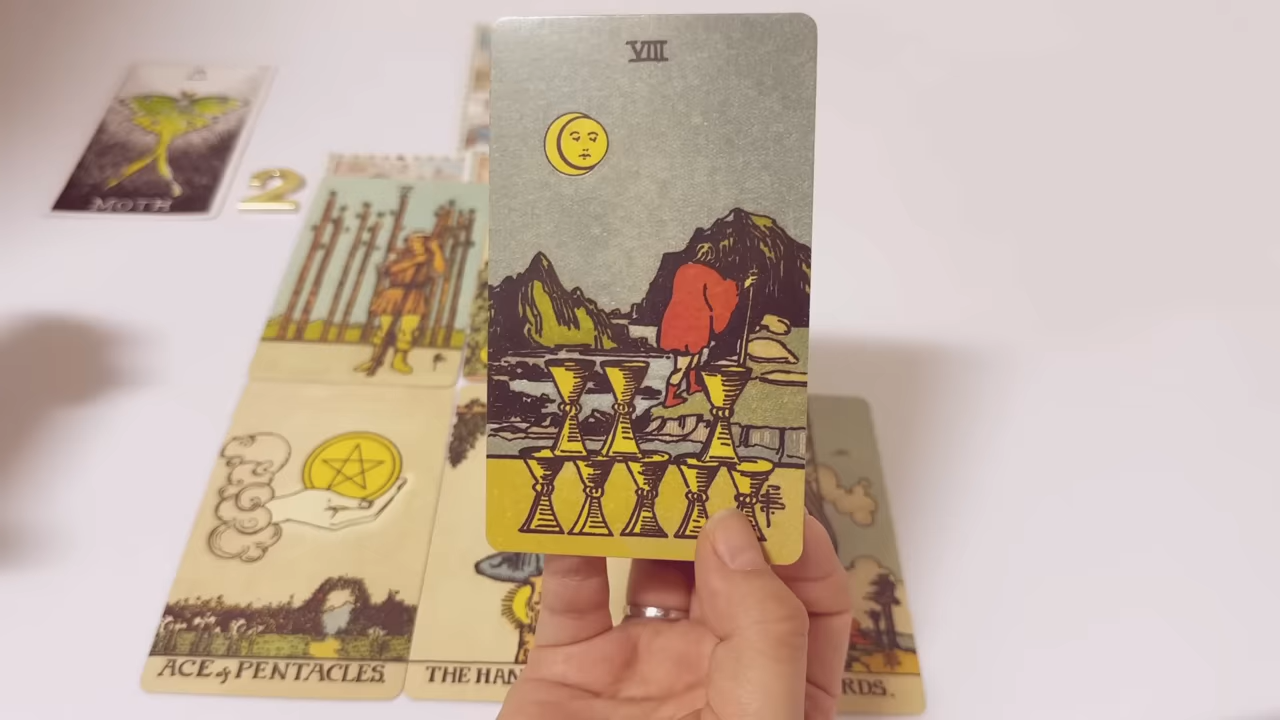 VIII
MOTH
2
ACE of PENTACLES.
THE HAN
RDS.